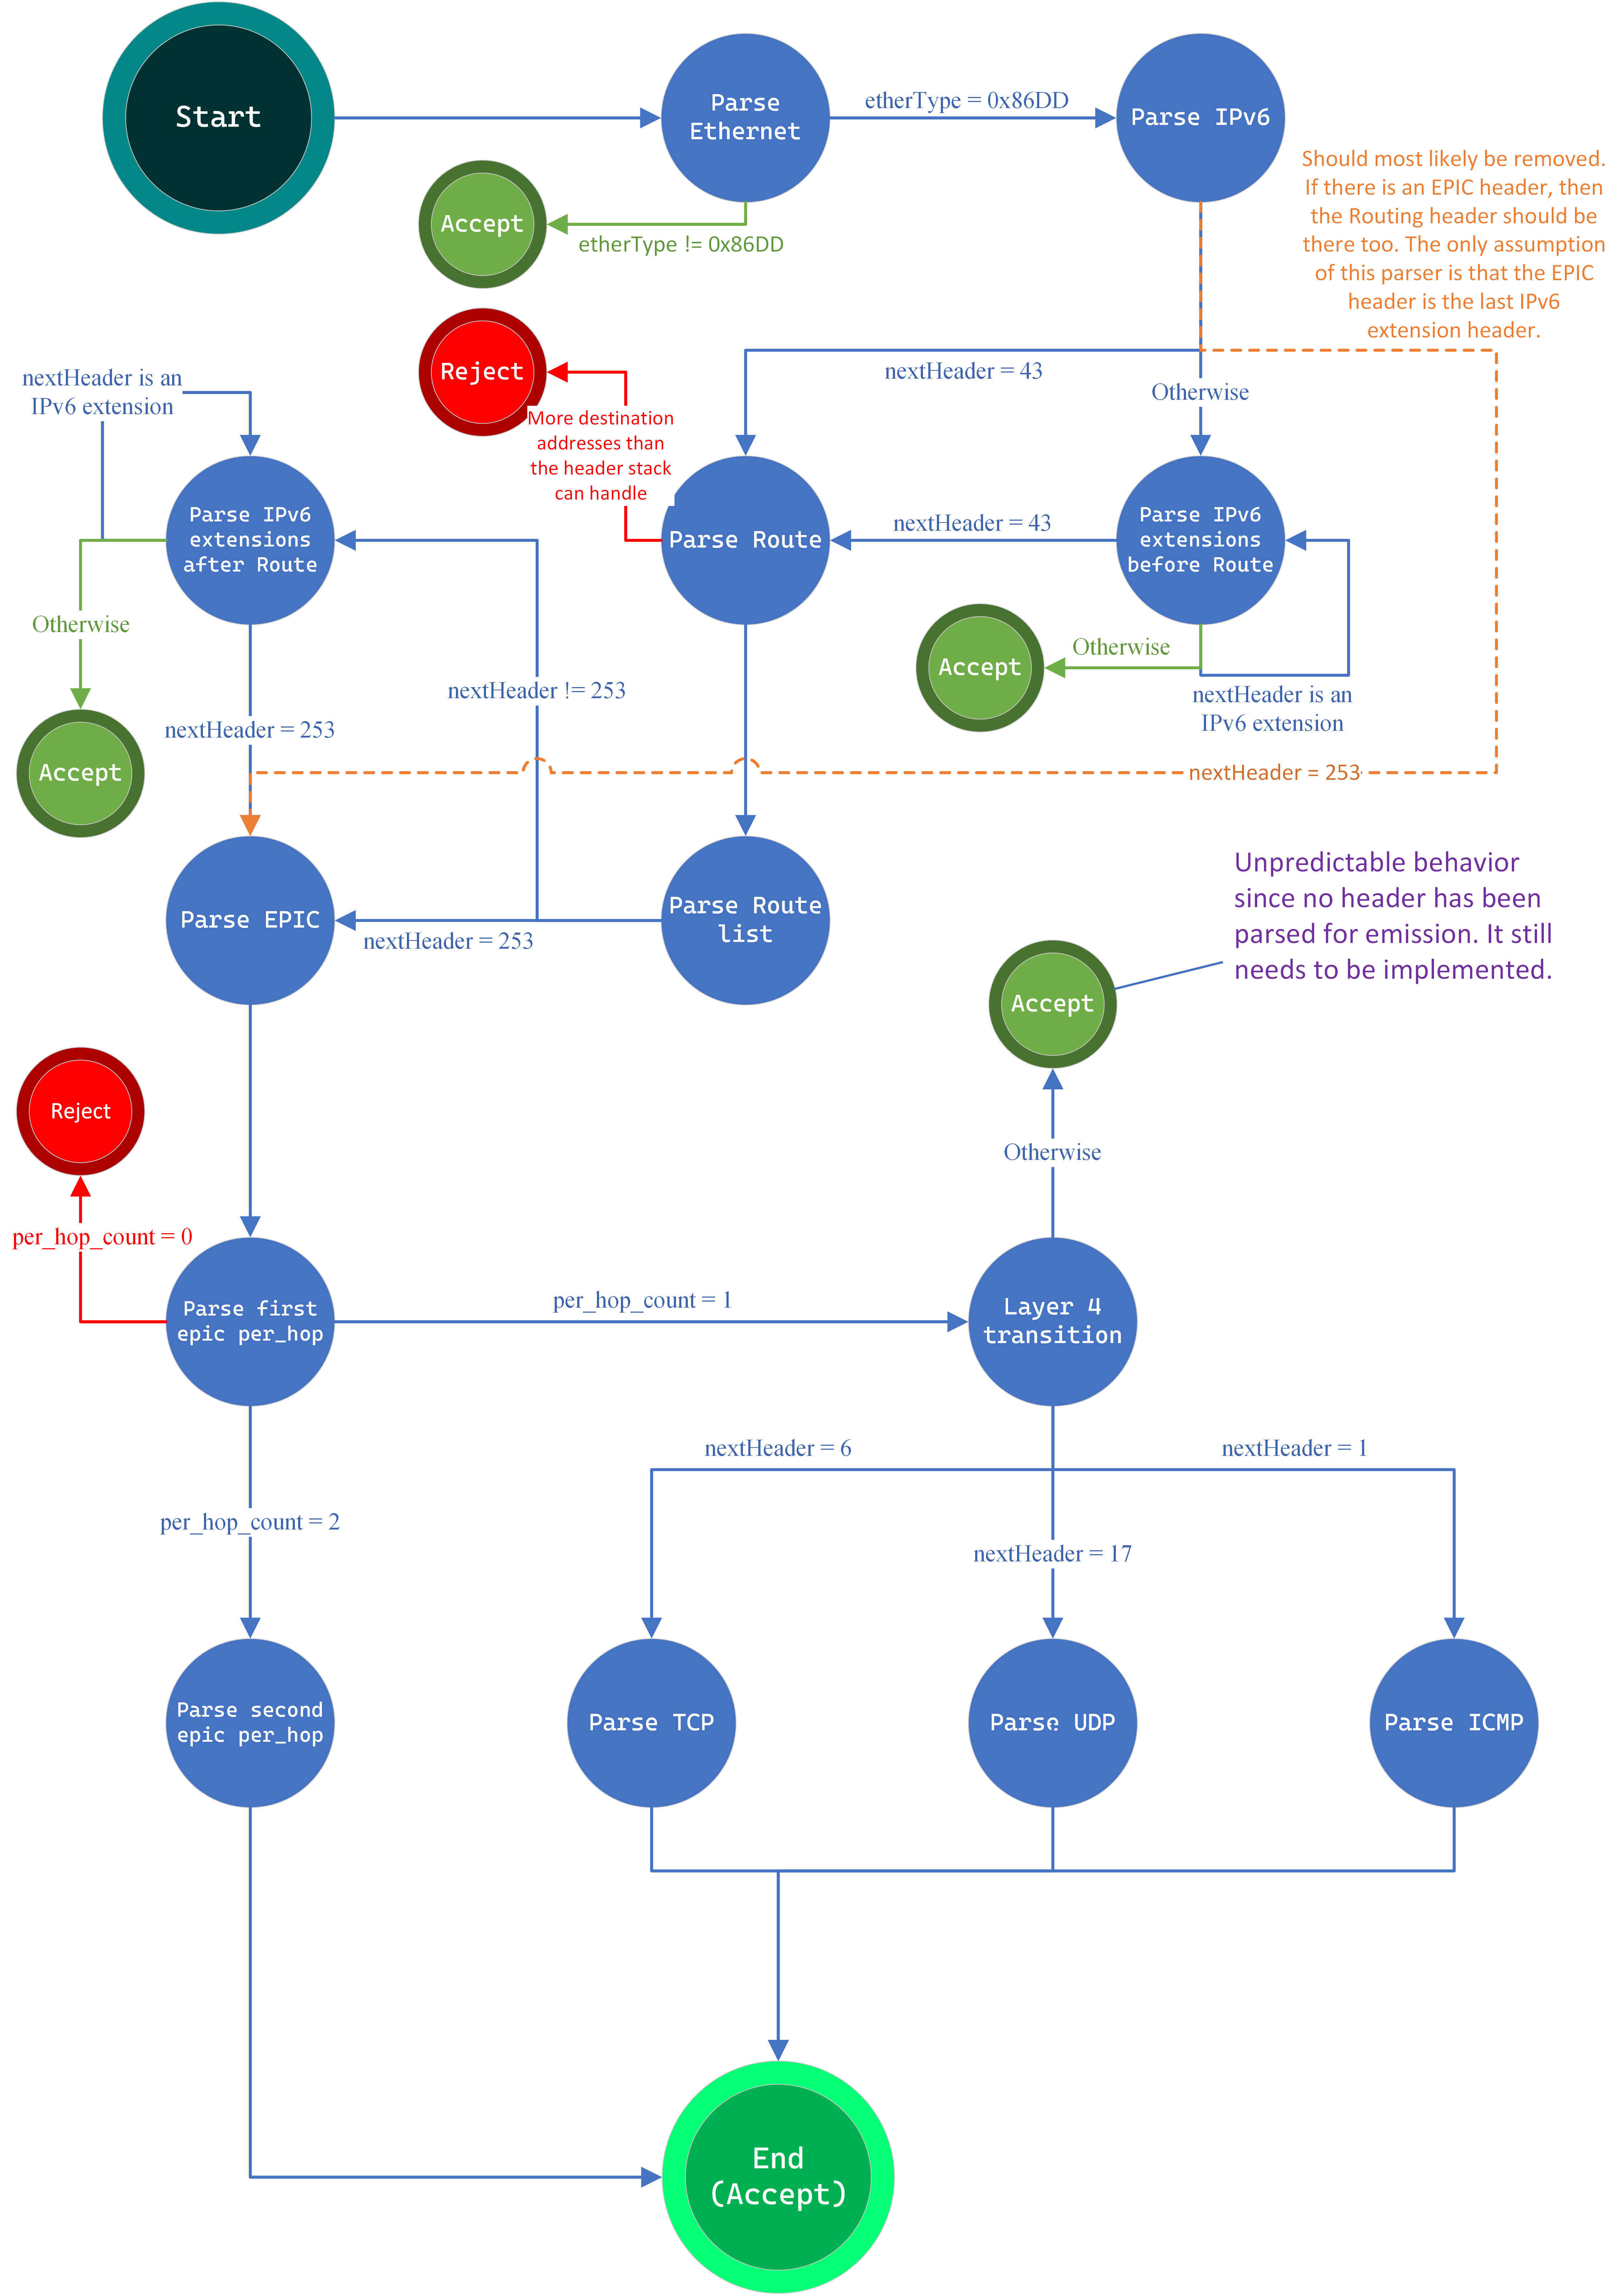 Start
Parse
Ethernet
etherType = 0x86DD
Parse IPv6
Should most likely be removed.
If there is an EPIC header, then
the Routing header should be
there too. The only assumption
of this parser is that the EPIC
header is the last IPv6
extension header.
Accept
etherType != 0x86DD
Reject
More destination
addresses than
the header stack
can handle
nextHeader = 43
Otherwise
nextHeader is an
IPv6 extension
Parse IPv6
extensions
after Route
Parse Route
nextHeader = 43
Parse IPv6
extensions
before Route
Otherwise
Accept
Otherwise
nextHeader is an
IPv6 extension
nextHeader != 253
nextHeader = 253
Accept
nextHeader = 253
Parse EPIC
nextHeader = 253
Parse Route
list
Unpredictable behavior
since no header has been
parsed for emission. It still
needs to be implemented.
Accept
Reject
Otherwise
per_hop_count = 0
Parse first
epic per_hop
per_hop_count = 1
Layer 4
transition
nextHeader = 6
nextHeader = 1
per_hop_count = 2
nextHeader = 17
Parse second
epic per_hop
Parse TCP
Parse UDP
Parse ICMP
End
(Accept)